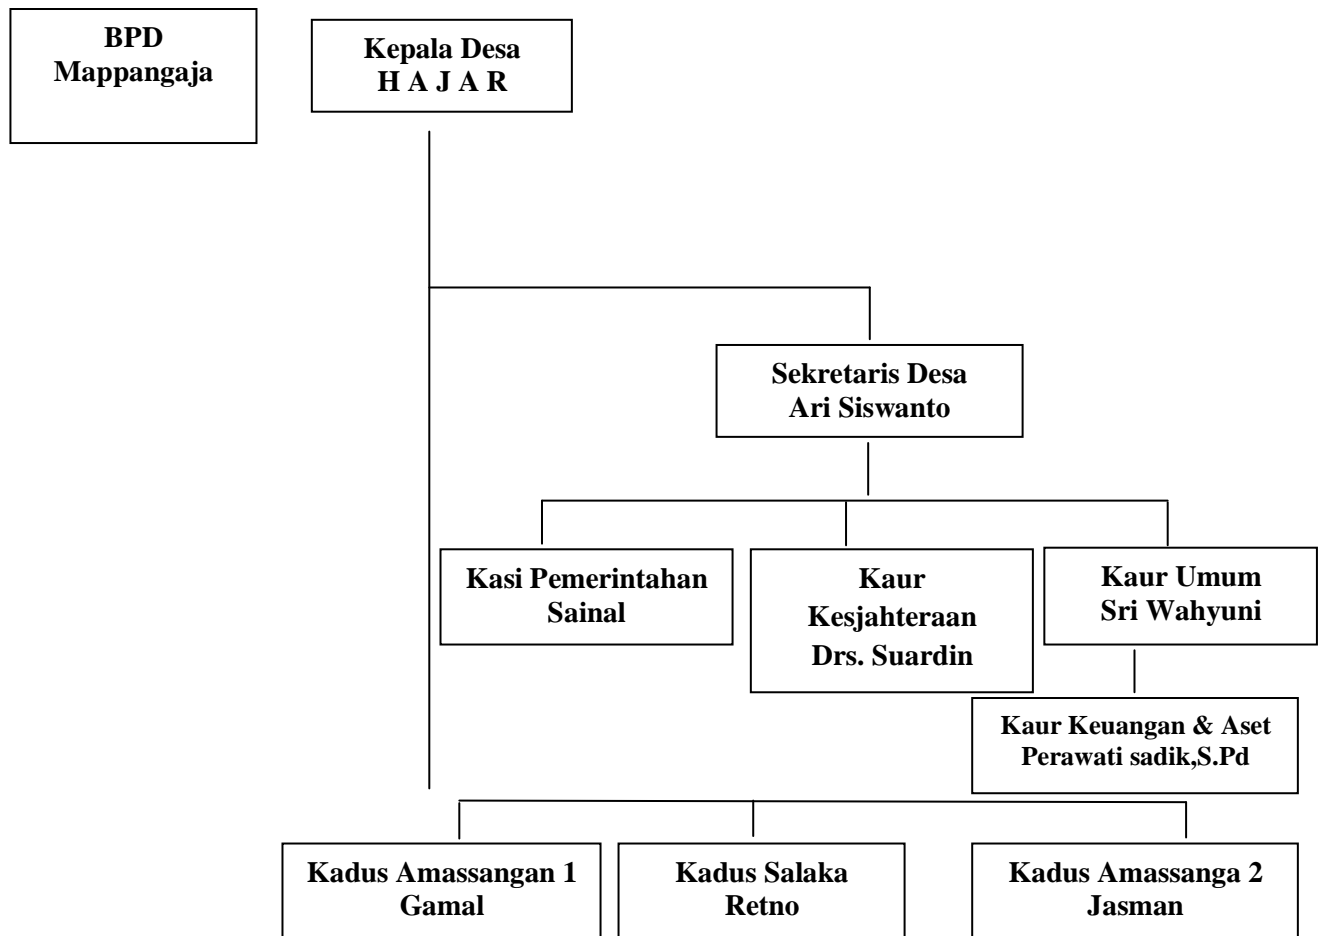 BPD
Mappangaja
Kepala Desa
H A J A R
Sekretaris Desa
Ari Siswanto
Kasi Pemerintahan
Sainal
Kaur
Kesjahteraan
Drs. Suardin
Kaur Umum
Sri Wahyuni
Kaur Keuangan & Aset
Perawati sadik,S.Pd
Kadus Amassangan 1
Gamal
Kadus Salaka
Retno
Kadus Amassanga 2
Jasman